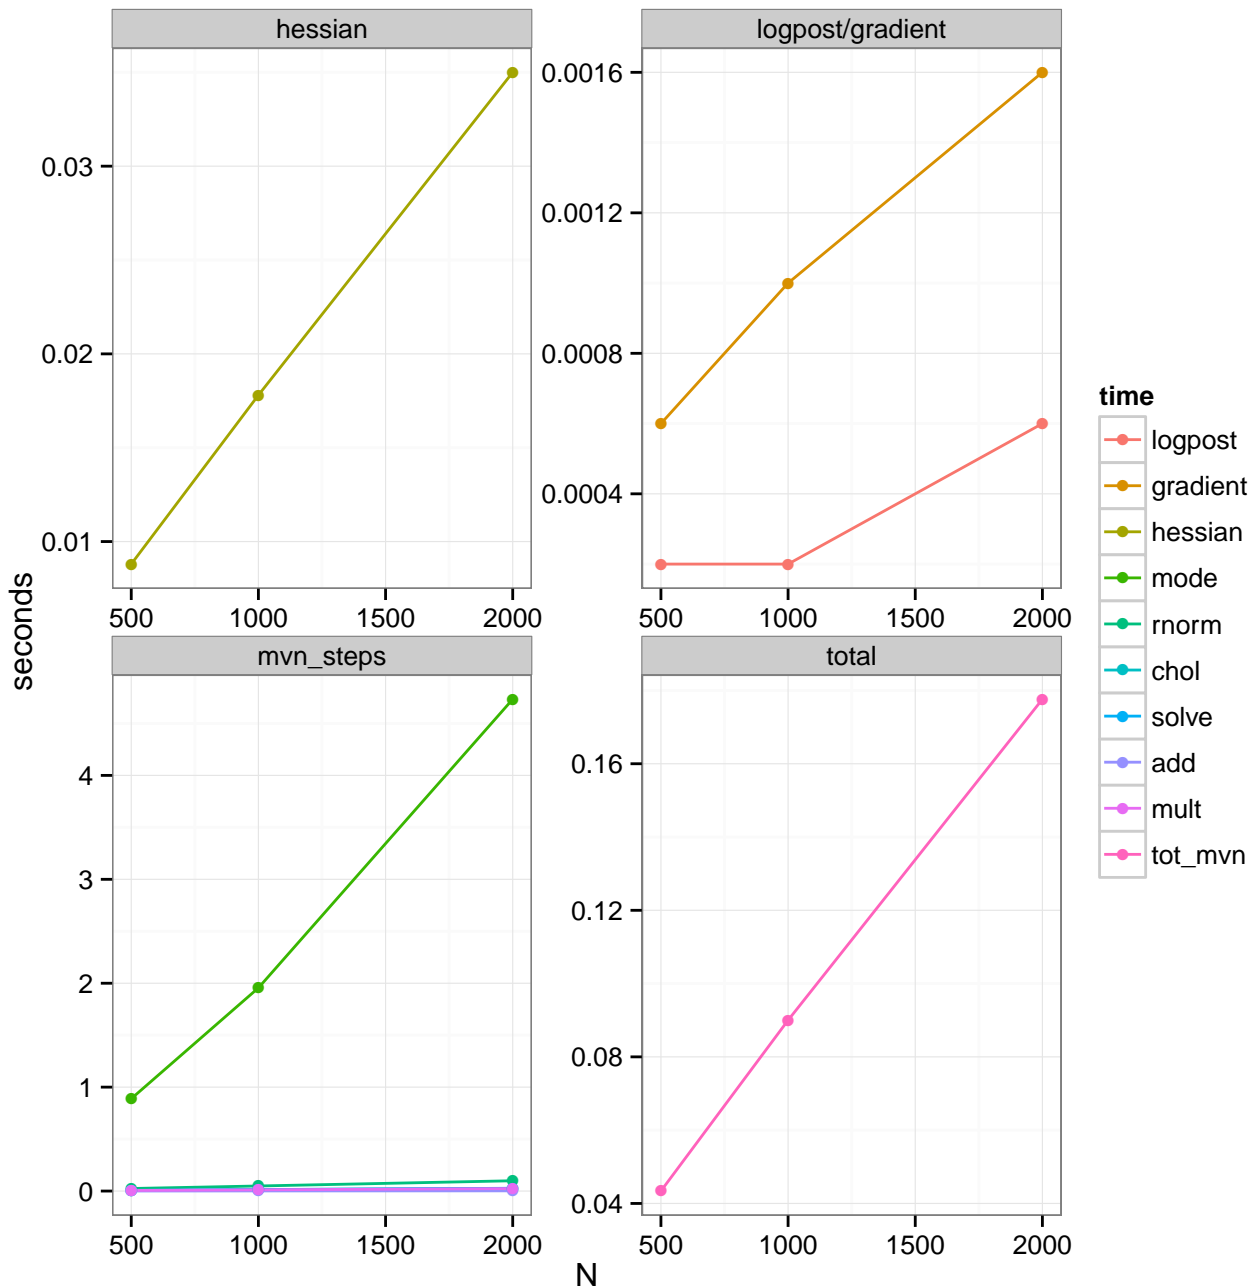 hessian
logpost/gradient
0.03
0.02
0.01
500 1000 1500 2000
0.0016
0.0012
0.0008
0.0004
500 1000 1500 2000
seconds
mvn_steps
total
4
3
2
1
0
500 1000 1500 2000
0.16
0.12
0.08
0.04
500 1000 1500 2000
N
time
logpost
gradient
hessian
mode
rnorm
chol
solve
add
mult
tot_mvn